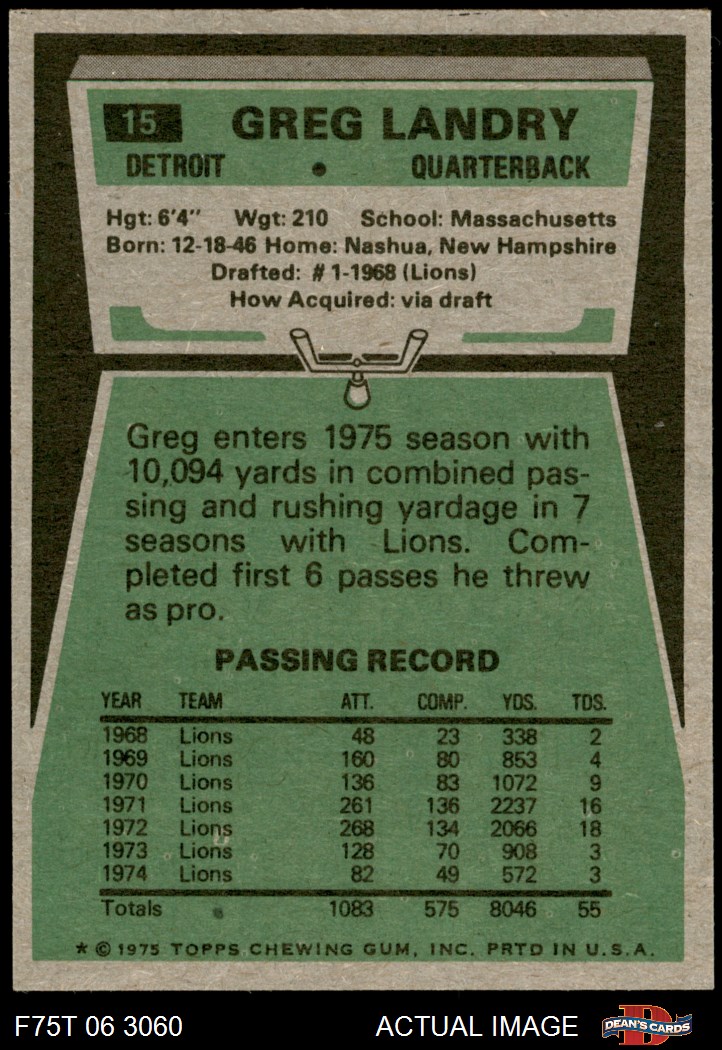 15 GREG LANDRY
DETROIT • QUARTERBACK
Hgt: 6'4" Wgt: 210 School: Massachusetts
Born: 12-18-46 Home: Nashua, New Hampshire
Drafted: #1-1968 (Lions)
How Acquired: via draft
Greg enters 1975 season with
10,094 yards in combined pas-
sing and rushing yardage in 7
seasons with Lions. Com-
pleted first 6 passes he threw
as pro.
PASSING RECORD
YEAR TEAM ATT. COMP. YDS. TDS.
1968 Lions 48 23 338 2
1969 Lions 160 80 853 4
1970 Lions 136 83 1072 9
1971 Lions 261 136 2237 16
1972 Lions 268 134 2066 18
1973 Lions 128 70 908 3
1974 Lions 82 49 572 3
Totals 1083 575 8046 55
* © 1975 TOPPS CHEWING GUM, INC. PRTD IN U.S.A.
F75T 06 3060 ACTUAL IMAGE D DEAN'S CARDS